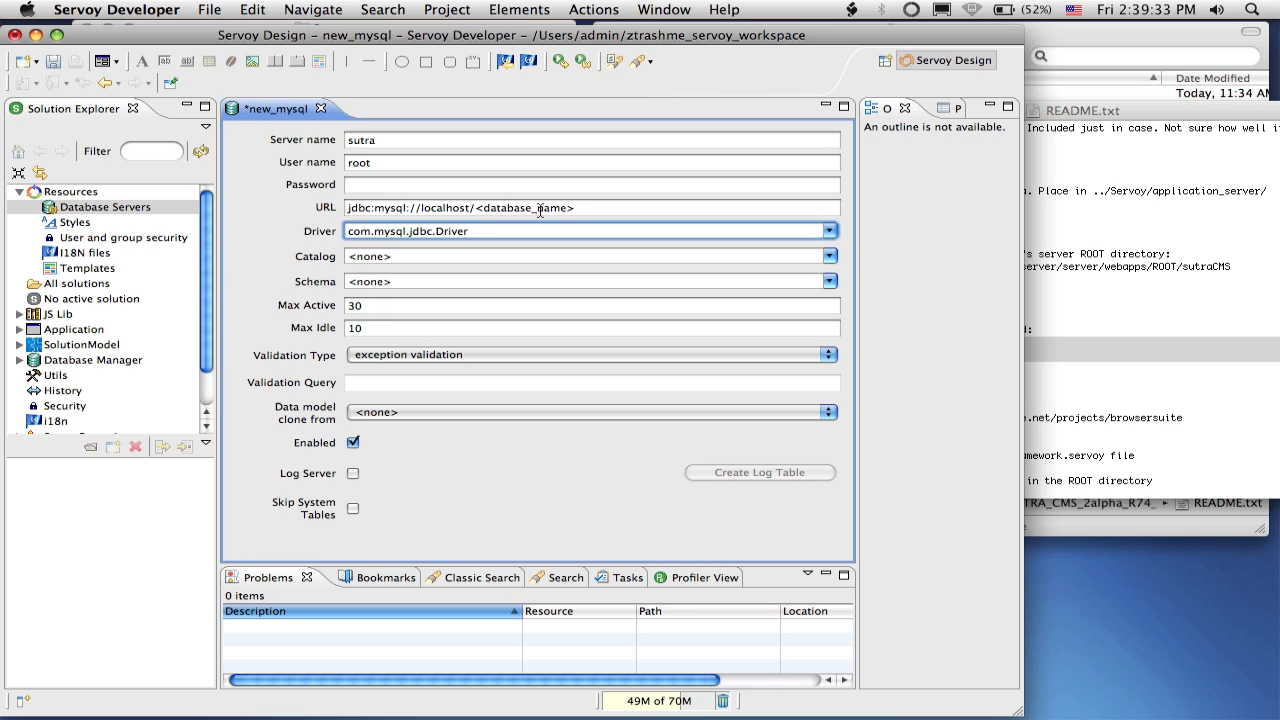 Servoy Developer File Edit Navigate Search Project Elements Actions Window Help (52%) Fri 2:39:33 PM
Servoy Design – new_mysql – Servoy Developer – /Users/admin/ztrashme_servoy_workspace
Servoy Design
Solution Explorer
Filter
Resources
Database Servers
Styles
User and group security
I18N files
Templates
All solutions
No active solution
JS Lib
Application
SolutionModel
Database Manager
Utils
History
Security
i18n
*new_mysql
Server name sutra
User name root
Password
URL jdbc:mysql://localhost/<database_name>
Driver com.mysql.jdbc.Driver
Catalog <none>
Schema <none>
Max Active 30
Max Idle 10
Validation Type exception validation
Validation Query
Data model
clone from <none>
Enabled
Log Server Create Log Table
Skip System
Tables
Problems Bookmarks Classic Search Search Tasks Profiler View
0 items
Description Resource Path Location
49M of 70M
O P
An outline is not available.
Date Modified
Today, 11:34 AM
README.txt
Included just in case. Not sure how well i
a. Place in ../Servoy/application_server/
's server ROOT directory:
server/server/webapps/ROOT/sutraCMS
d:
e.net/projects/browsersuite
ework.servoy file
in the ROOT directory
TRA_CMS_2alpha_R74_ README.txt